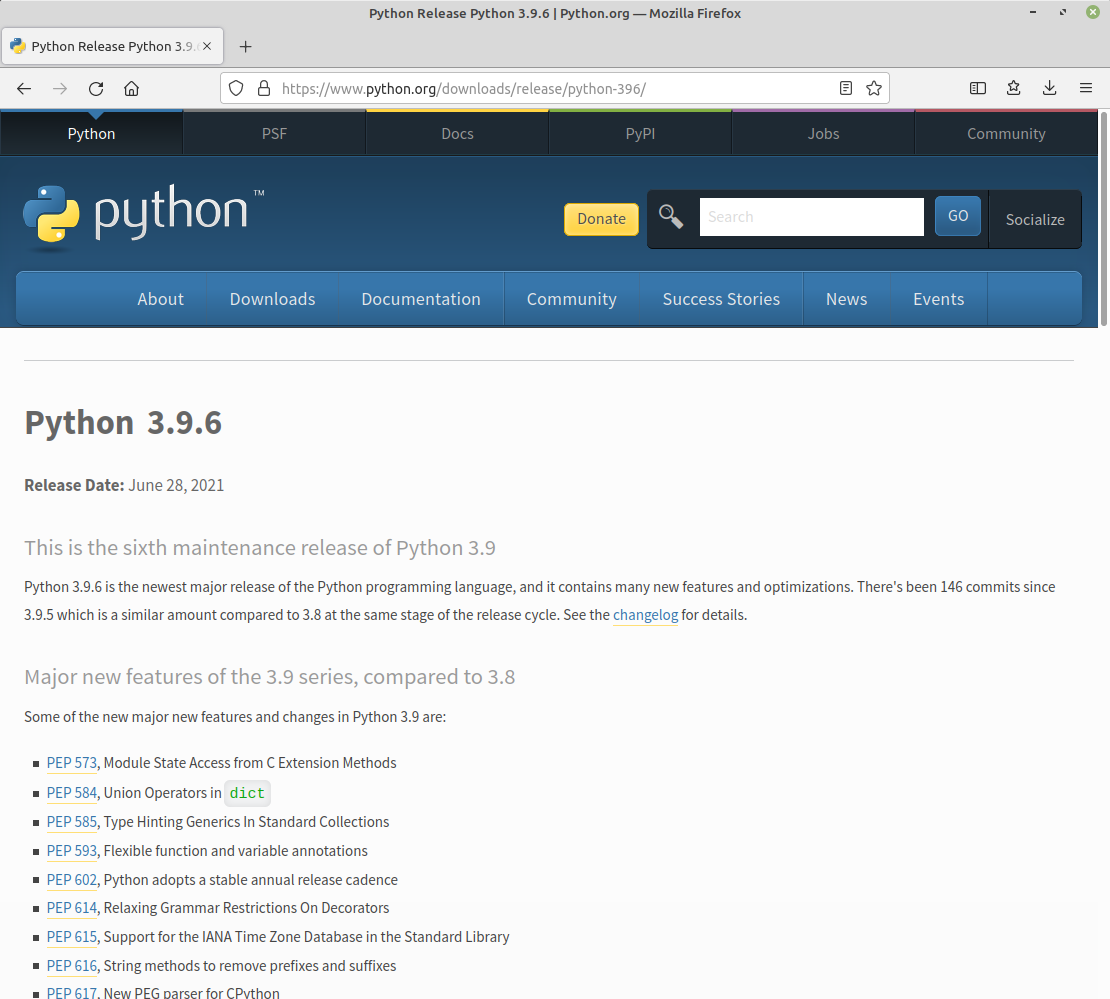 Python Release Python 3.9.6 | Python.org — Mozilla Firefox
Python Release Python 3.9.
https://www.python.org/downloads/release/python-396/
Python PSF Docs PyPI Jobs Community
python™
Donate Search GO Socialize
About Downloads Documentation Community Success Stories News Events
Python 3.9.6
Release Date: June 28, 2021
This is the sixth maintenance release of Python 3.9
Python 3.9.6 is the newest major release of the Python programming language, and it contains many new features and optimizations. There's been 146 commits since
3.9.5 which is a similar amount compared to 3.8 at the same stage of the release cycle. See the changelog for details.
Major new features of the 3.9 series, compared to 3.8
Some of the new major new features and changes in Python 3.9 are:
PEP 573, Module State Access from C Extension Methods
PEP 584, Union Operators in dict
PEP 585, Type Hinting Generics In Standard Collections
PEP 593, Flexible function and variable annotations
PEP 602, Python adopts a stable annual release cadence
PEP 614, Relaxing Grammar Restrictions On Decorators
PEP 615, Support for the IANA Time Zone Database in the Standard Library
PEP 616, String methods to remove prefixes and suffixes
PEP 617, New PEG parser for CPython